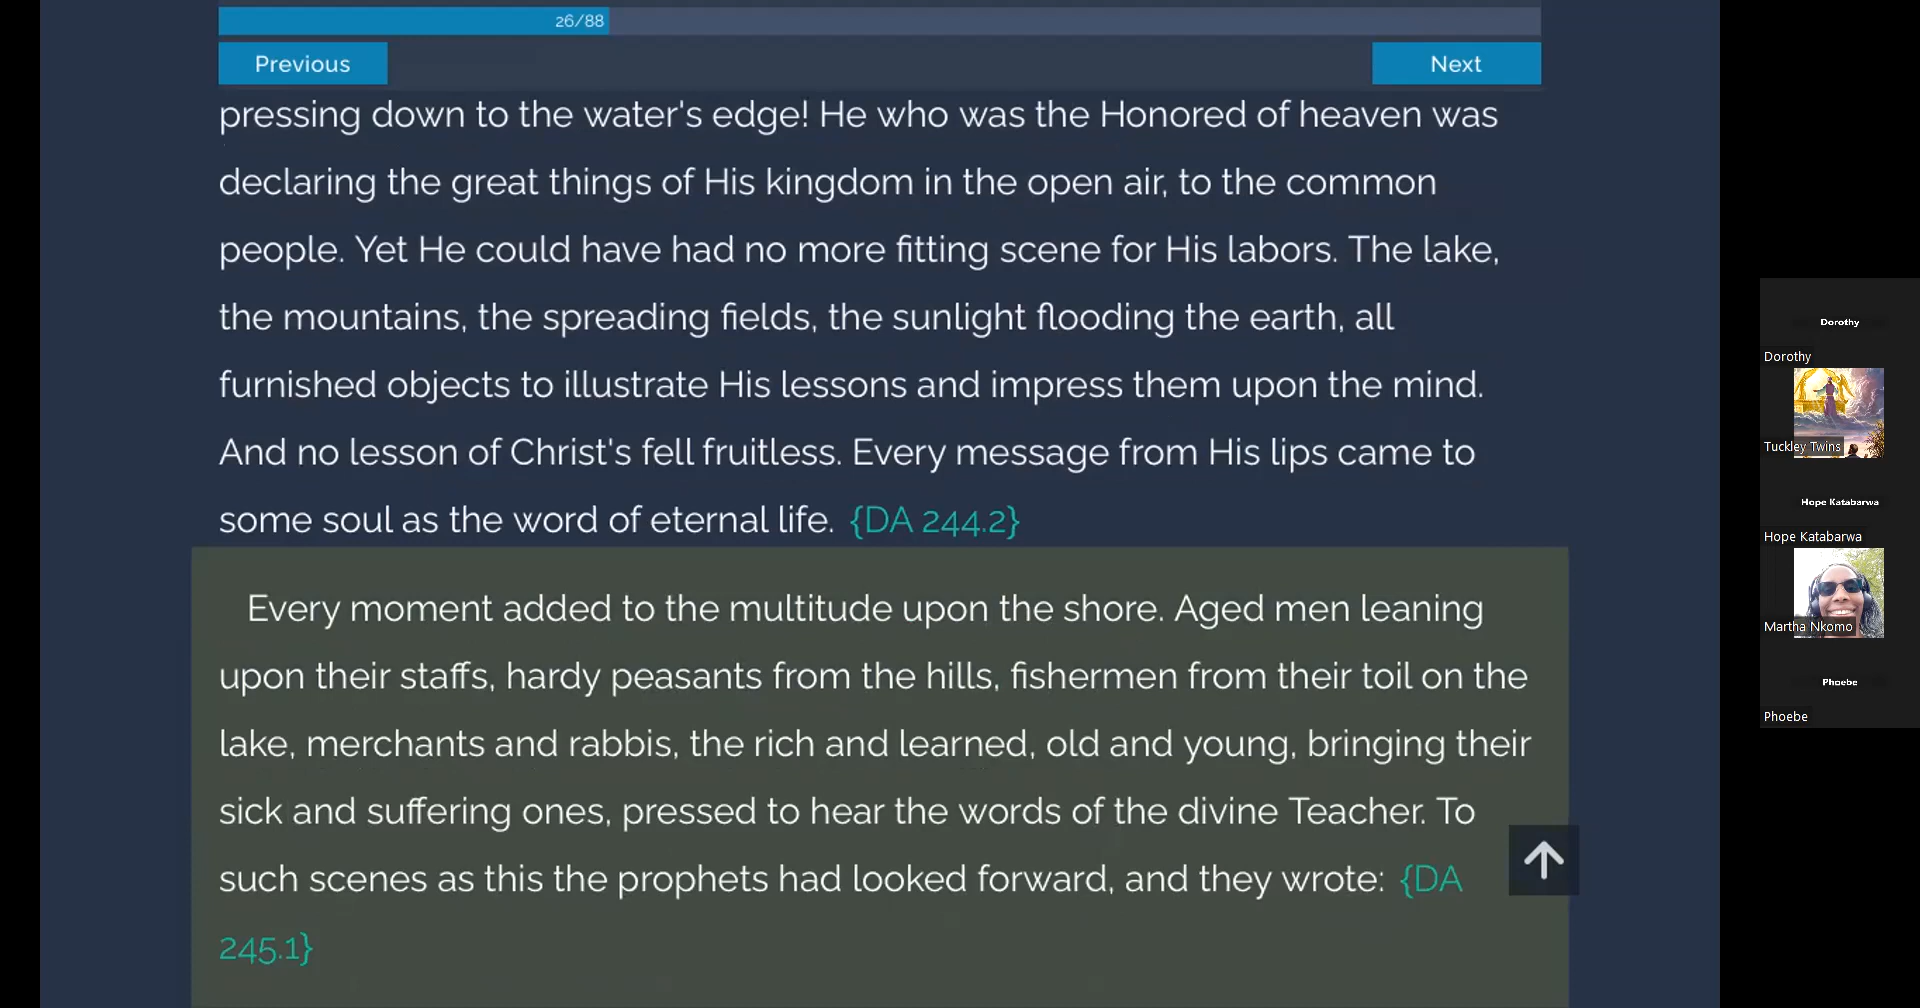 26/88
Previous
Next
pressing down to the water's edge! He who was the Honored of heaven was
declaring the great things of His kingdom in the open air, to the common
people. Yet He could have had no more fitting scene for His labors. The lake,
the mountains, the spreading fields, the sunlight flooding the earth, all
furnished objects to illustrate His lessons and impress them upon the mind.
And no lesson of Christ's fell fruitless. Every message from His lips came to
some soul as the word of eternal life. {DA 244.2}
Every moment added to the multitude upon the shore. Aged men leaning
upon their staffs, hardy peasants from the hills, fishermen from their toil on the
lake, merchants and rabbis, the rich and learned, old and young, bringing their
sick and suffering ones, pressed to hear the words of the divine Teacher. To
such scenes as this the prophets had looked forward, and they wrote: {DA
245.1}
Dorothy
Dorothy
Tuckley Twins
Hope Katabarwa
Hope Katabarwa
Martha Nkomo
Phoebe
Phoebe